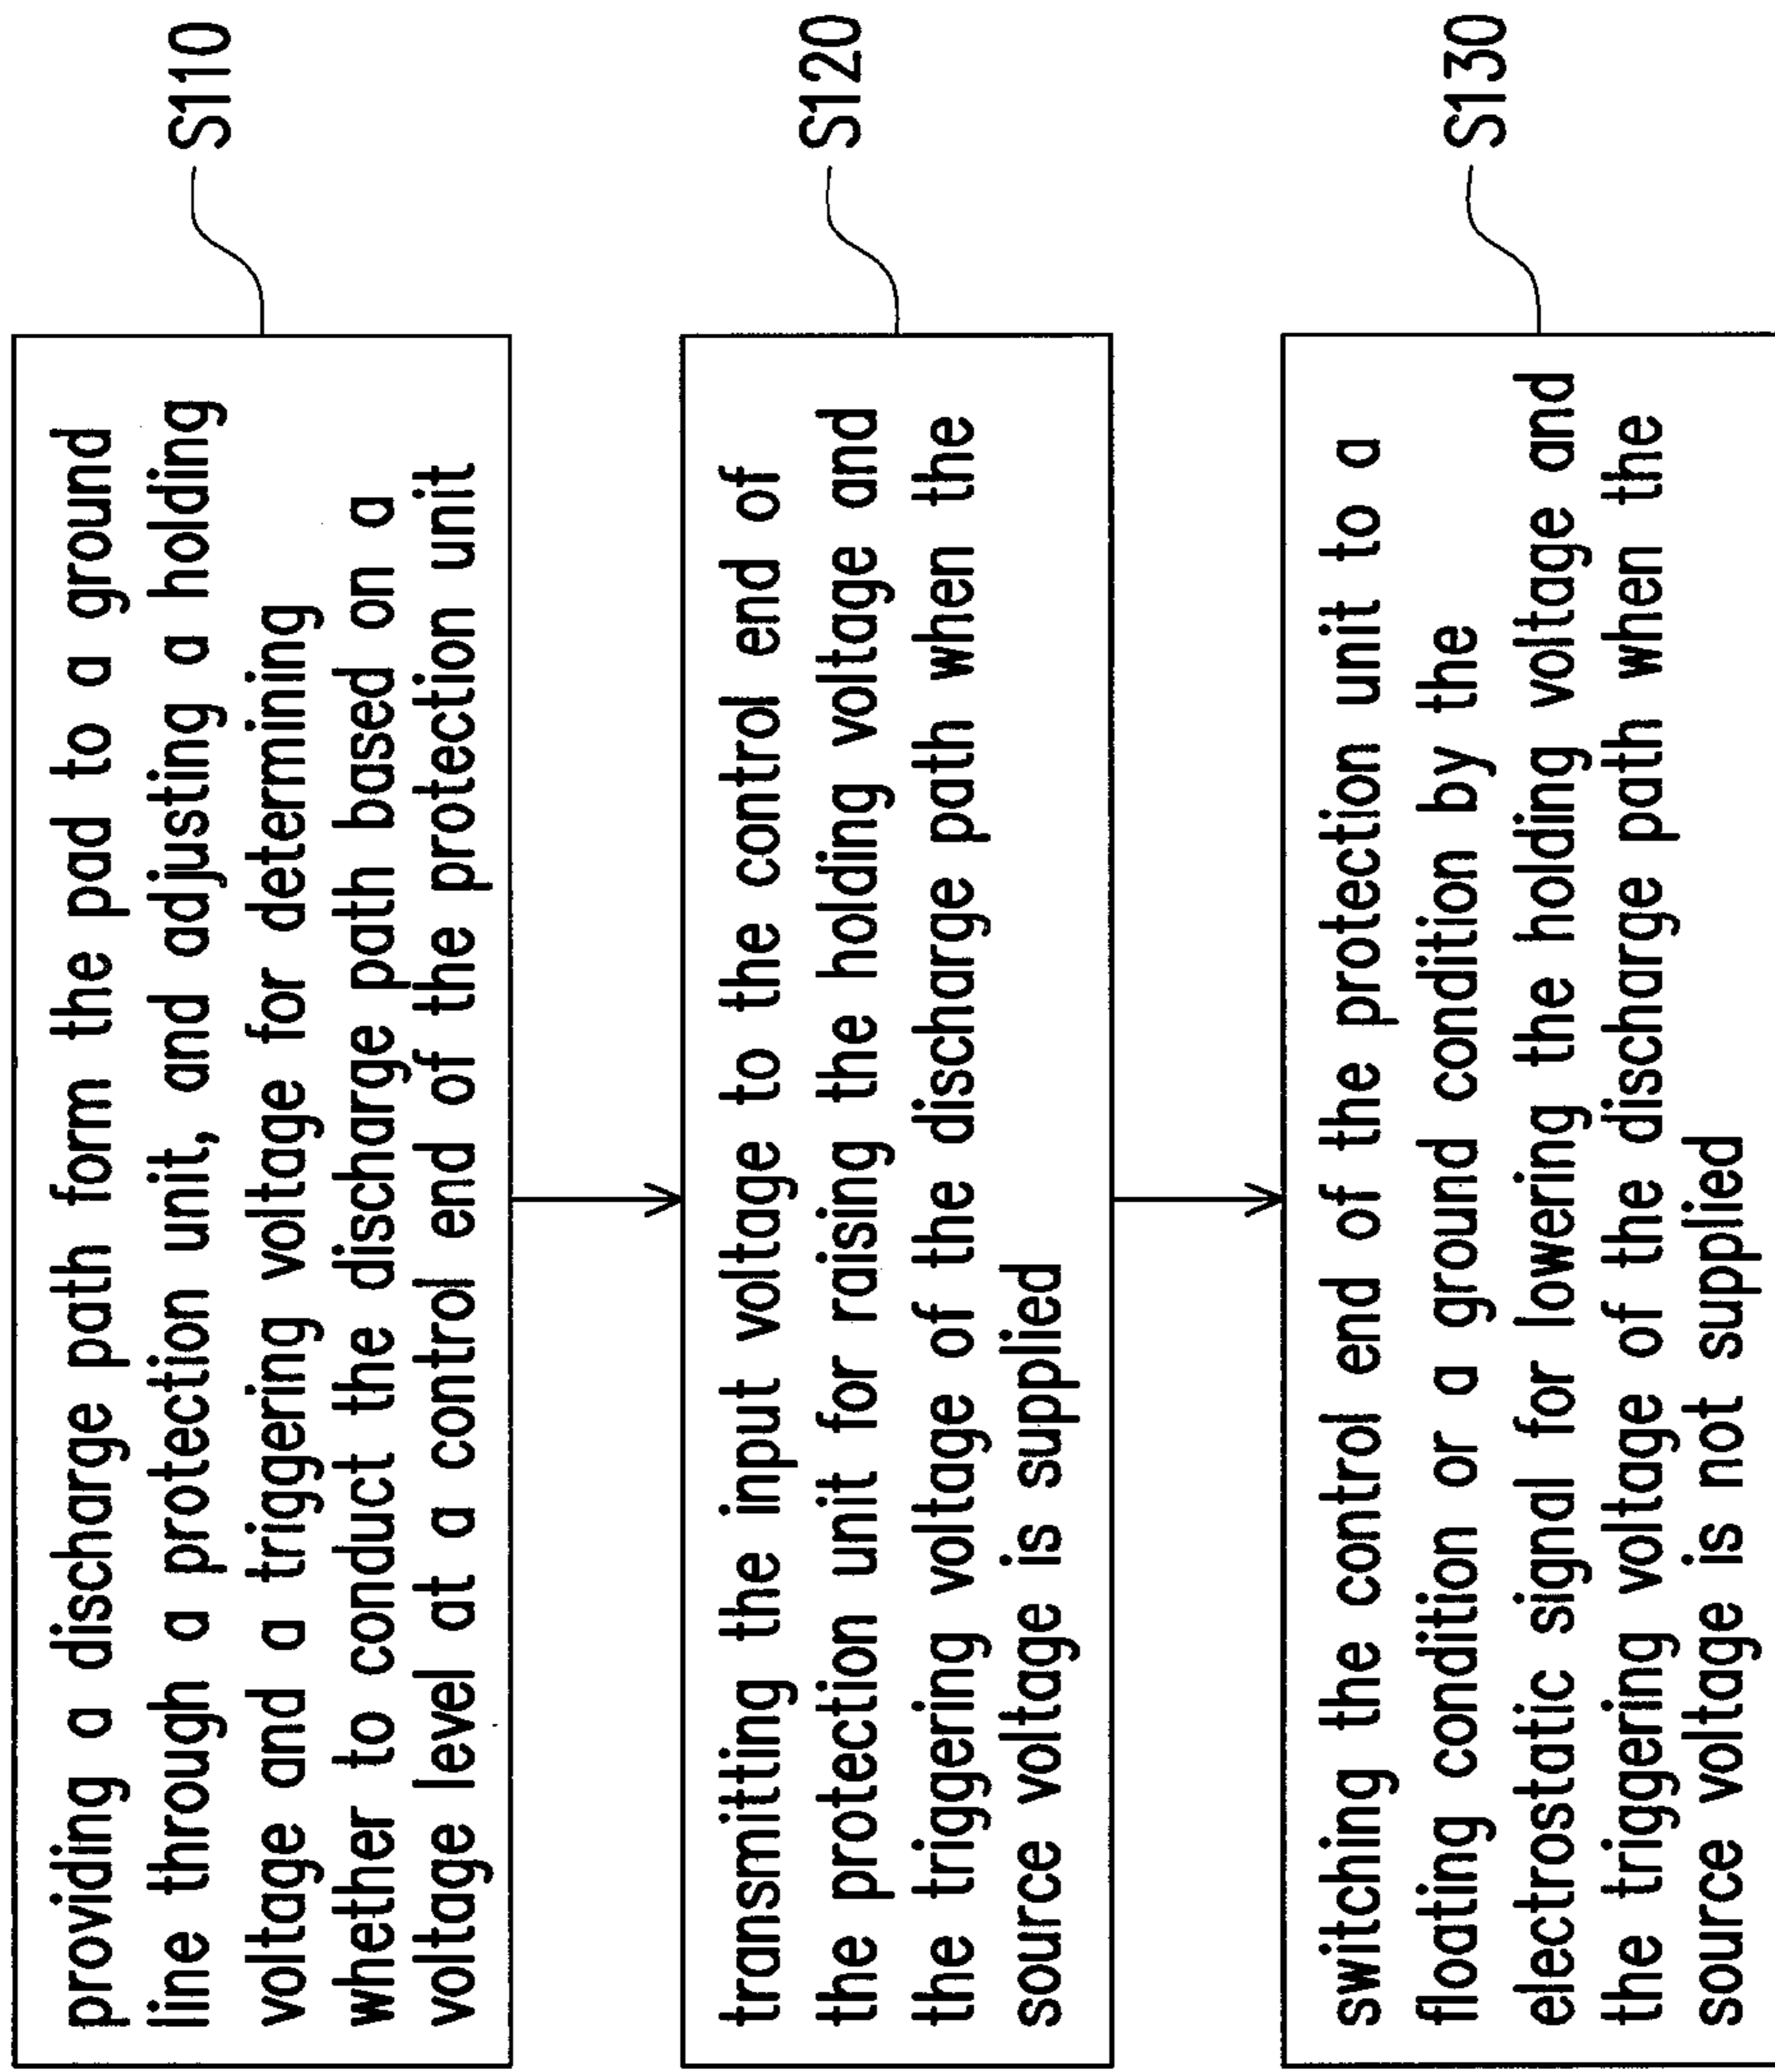 providing a discharge path form the pad to a ground
line through a protection unit, and adjusting a holding
voltage and a triggering voltage for determining
whether to conduct the discharge path based on a
voltage level at a control end of the protection unit
S110
transmitting the input voltage to the control end of
the protection unit for raising the holding voltage and
the triggering voltage of the discharge path when the
source voltage is supplied
S120
switching the control end of the protection unit to a
floating condition or a ground condition by the
electrostatic signal for lowering the holding voltage and
the triggering voltage of the discharge path when the
source voltage is not supplied
S130